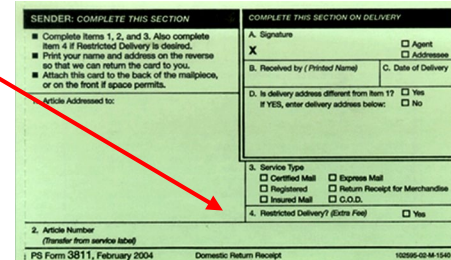 SENDER: COMPLETE THIS SECTION
■ Complete items 1, 2, and 3. Also complete
item 4 if Restricted Delivery is desired.
■ Print your name and address on the reverse
so that we can return the card to you.
■ Attach this card to the back of the mailpiece,
or on the front if space permits.
1. Article Addressed to:
2. Article Number
(Transfer from service label)
COMPLETE THIS SECTION ON DELIVERY
A. Signature
X
☐ Agent
☐ Addressee
B. Received by ( Printed Name)
C. Date of Delivery
D. Is delivery address different from item 1? ☐ Yes
If YES, enter delivery address below: ☐ No
3. Service Type
☐ Certified Mail ☐ Express Mail
☐ Registered ☐ Return Receipt for Merchandise
☐ Insured Mail ☐ C.O.D.
4. Restricted Delivery? (Extra Fee) ☐ Yes
PS Form 3811, February 2004 Domestic Return Receipt 102595-02-M-1540